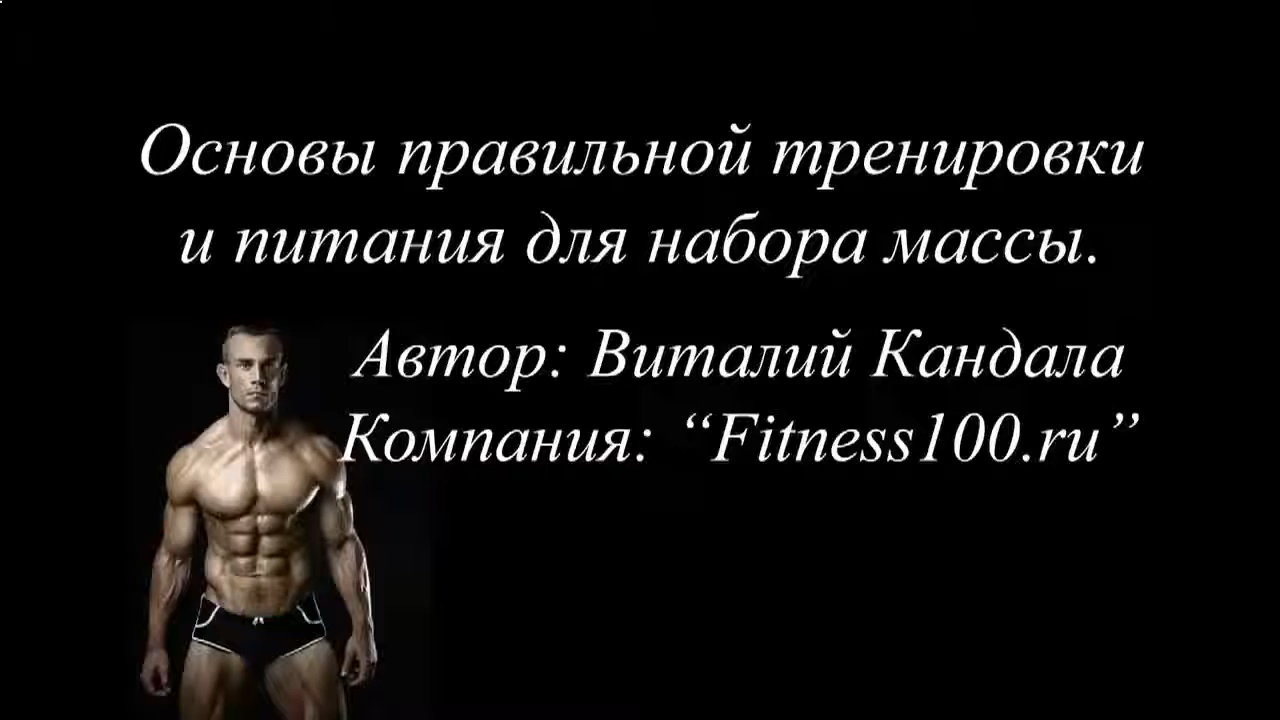 Основы правильной тренировки
и питания для набора массы.
Автор: Виталий Кандала
Компания: “Fitness100.ru”